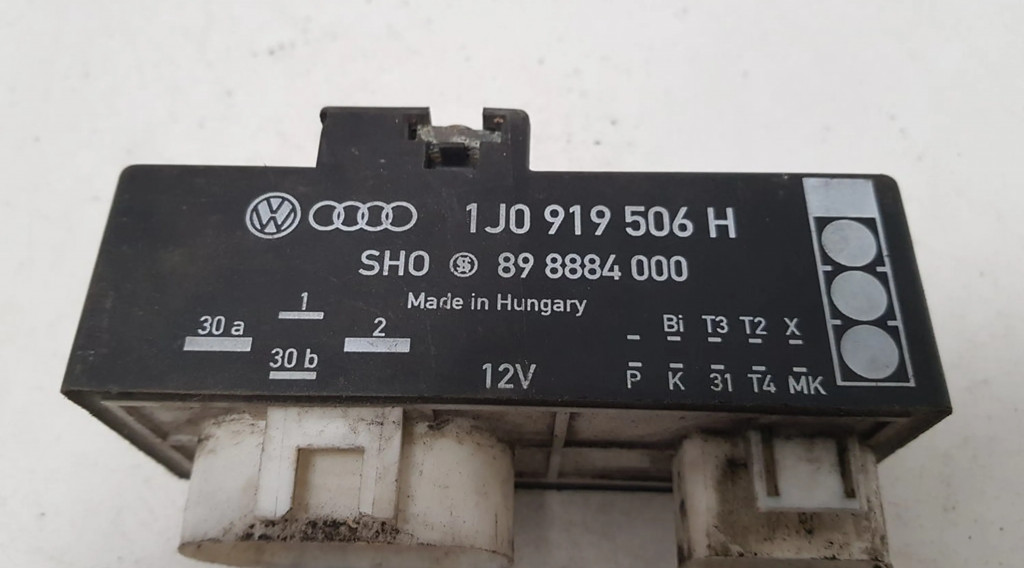 1J0 919 506 H
SHO 89 8884 000
Made in Hungary
1
30 a
2
30 b
12V
Bi T3 T2 X
P K 31 T4 MK